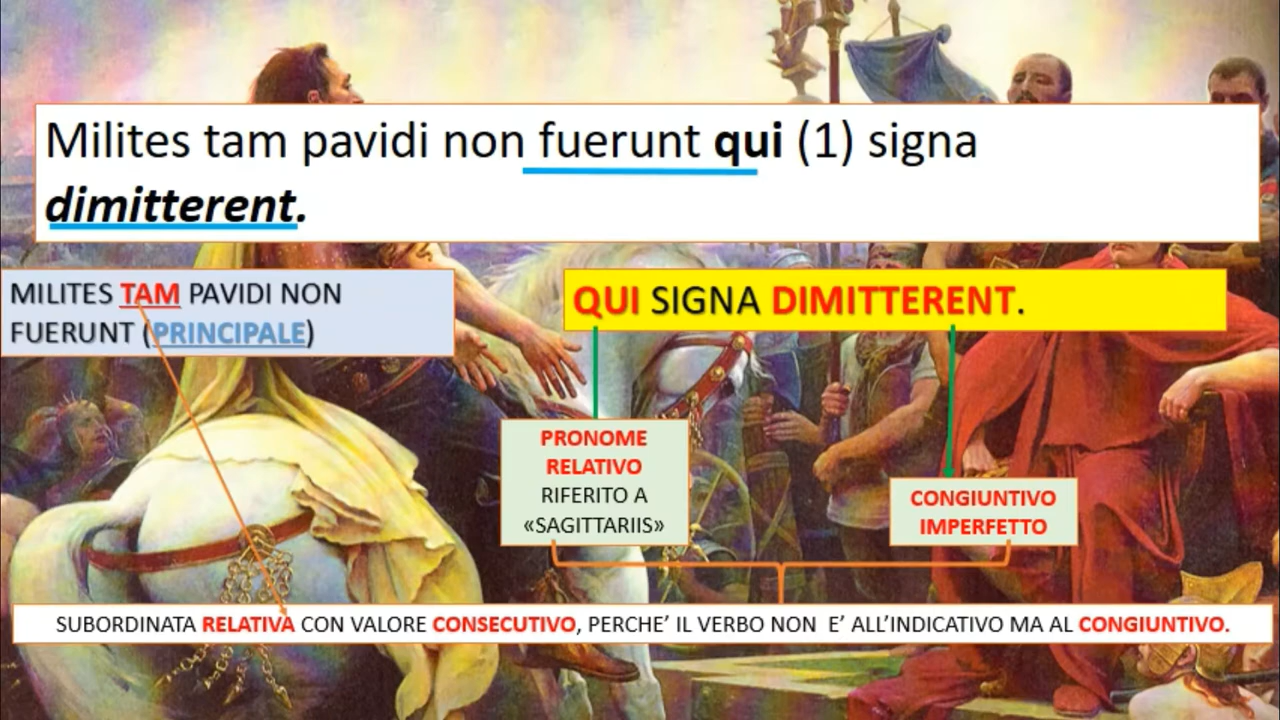 Milites tam pavidi non fuerunt qui (1) signa
dimitterent.
MILITES TAM PAVIDI NON
FUERUNT (PRINCIPALE)
QUI SIGNA DIMITTERENT.
PRONOME
RELATIVO
RIFERITO A
«SAGITTARIIS»
CONGIUNTIVO
IMPERFETTO
SUBORDINATA RELATIVA CON VALORE CONSECUTIVO, PERCHE’ IL VERBO NON E’ ALL’INDICATIVO MA AL CONGIUNTIVO.